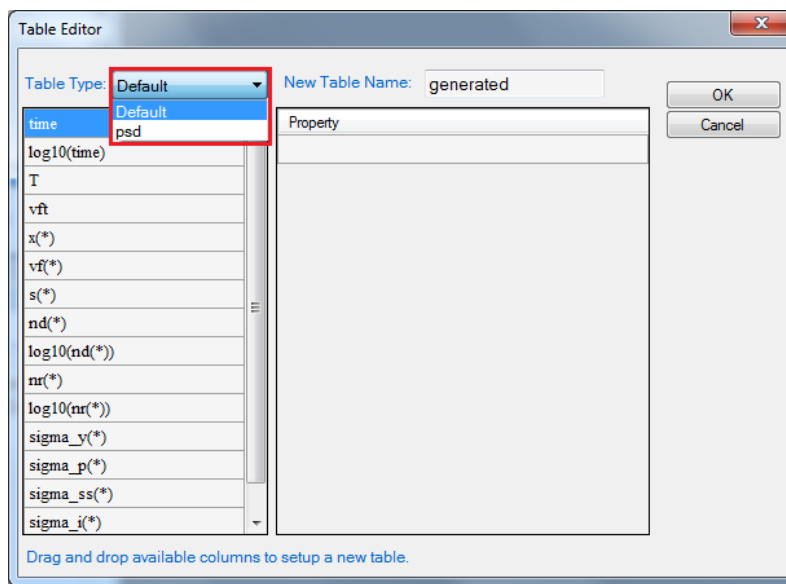 Table Editor
Table Type: Default
New Table Name: generated
OK
Cancel
Default
psd
time
log10(time)
T
vft
x(*)
vf(*)
s(*)
nd(*)
log10(nd(*))
nr(*)
log10(nr(*))
sigma_y(*)
sigma_p(*)
sigma_ss(*)
sigma_i(*)
Property
Drag and drop available columns to setup a new table.